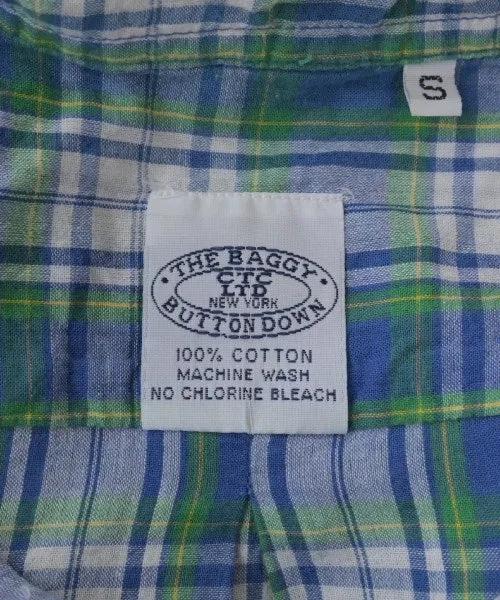 S
· THE BAGGY ·
CTC
LTD
NEW YORK
BUTTON DOWN
100% COTTON
MACHINE WASH
NO CHLORINE BLEACH